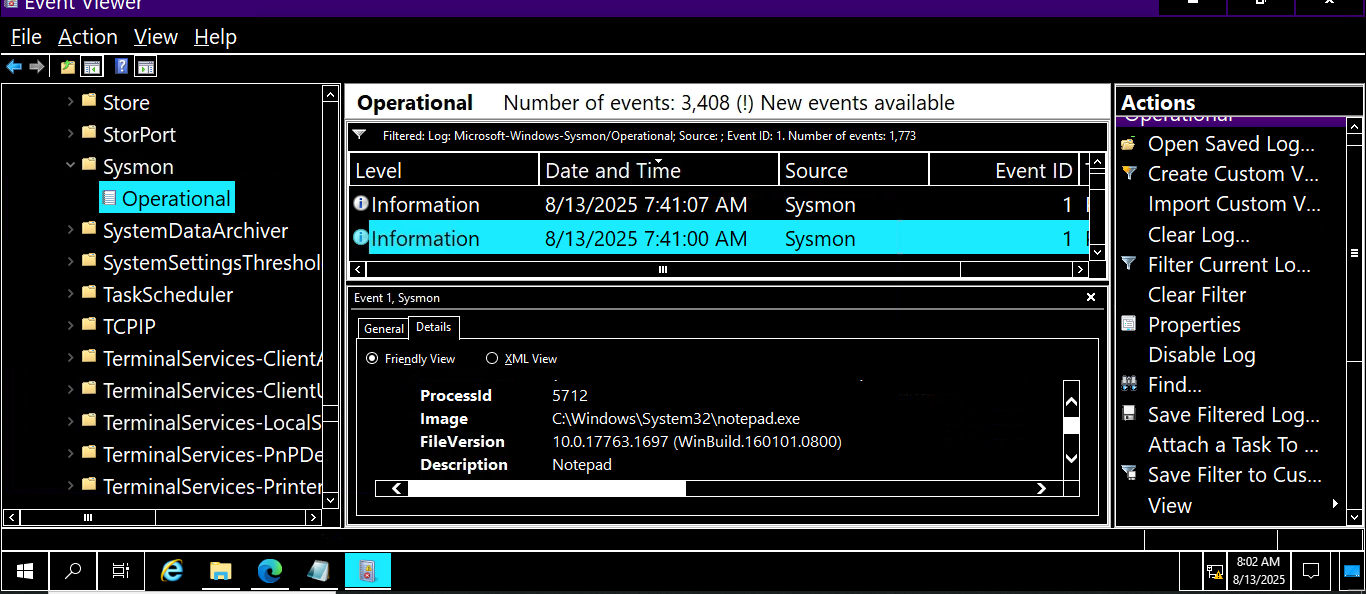 Event Viewer
File Action View Help
Store
StorPort
Sysmon
Operational
SystemDataArchiver
SystemSettingsThreshol
TaskScheduler
TCPIP
TerminalServices-ClientA
TerminalServices-ClientU
TerminalServices-LocalS
TerminalServices-PnPDe
TerminalServices-Printer
Operational Number of events: 3,408 (!) New events available
Filtered: Log: Microsoft-Windows-Sysmon/Operational; Source: ; Event ID: 1. Number of events: 1,773
Level Date and Time Source Event ID
Information 8/13/2025 7:41:07 AM Sysmon 1
Information 8/13/2025 7:41:00 AM Sysmon 1
Event 1, Sysmon
General Details
Friendly View XML View
ProcessId 5712
Image C:\Windows\System32\notepad.exe
FileVersion 10.0.17763.1697 (WinBuild.160101.0800)
Description Notepad
Actions
Operational
Open Saved Log...
Create Custom V...
Import Custom V...
Clear Log...
Filter Current Lo...
Clear Filter
Properties
Disable Log
Find...
Save Filtered Log...
Attach a Task To ...
Save Filter to Cus...
View
8:02 AM
8/13/2025